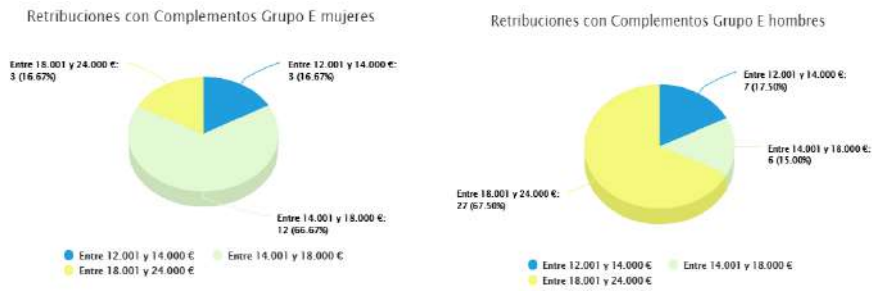 Retribuciones con Complementos Grupo E mujeres
Entre 18.001 y 24.000 €:
3 (16.67%)
Entre 12.001 y 14.000 €:
3 (16.67%)
Entre 14.001 y 18.000 €:
12 (66.67%)
Entre 12.001 y 14.000 €
Entre 14.001 y 18.000 €
Entre 18.001 y 24.000 €
Retribuciones con Complementos Grupo E hombres
Entre 12.001 y 14.000 €:
7 (17.50%)
Entre 14.001 y 18.000 €:
6 (15.00%)
Entre 18.001 y 24.000 €:
27 (67.50%)
Entre 12.001 y 14.000 €
Entre 14.001 y 18.000 €
Entre 18.001 y 24.000 €